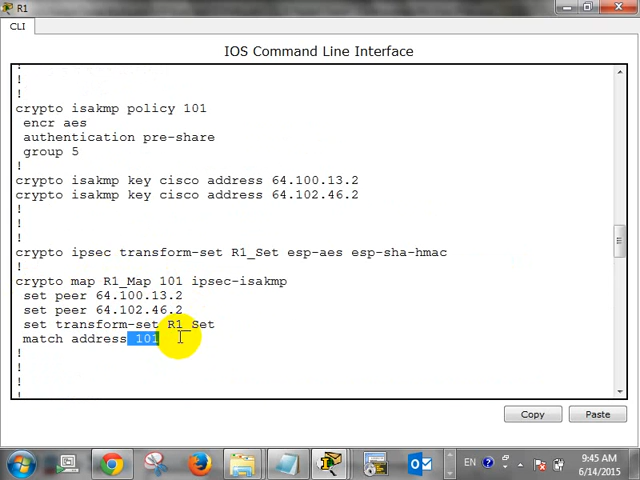 R1
CLI
IOS Command Line Interface
!
!
!
crypto isakmp policy 101
encr aes
authentication pre-share
group 5
!
crypto isakmp key cisco address 64.100.13.2
crypto isakmp key cisco address 64.102.46.2
!
!
!
crypto ipsec transform-set R1_Set esp-aes esp-sha-hmac
!
crypto map R1_Map 101 ipsec-isakmp
set peer 64.100.13.2
set peer 64.102.46.2
set transform-set R1_Set
match address 101
!
!
!
!
Copy
Paste
EN
9:45 AM
6/14/2015